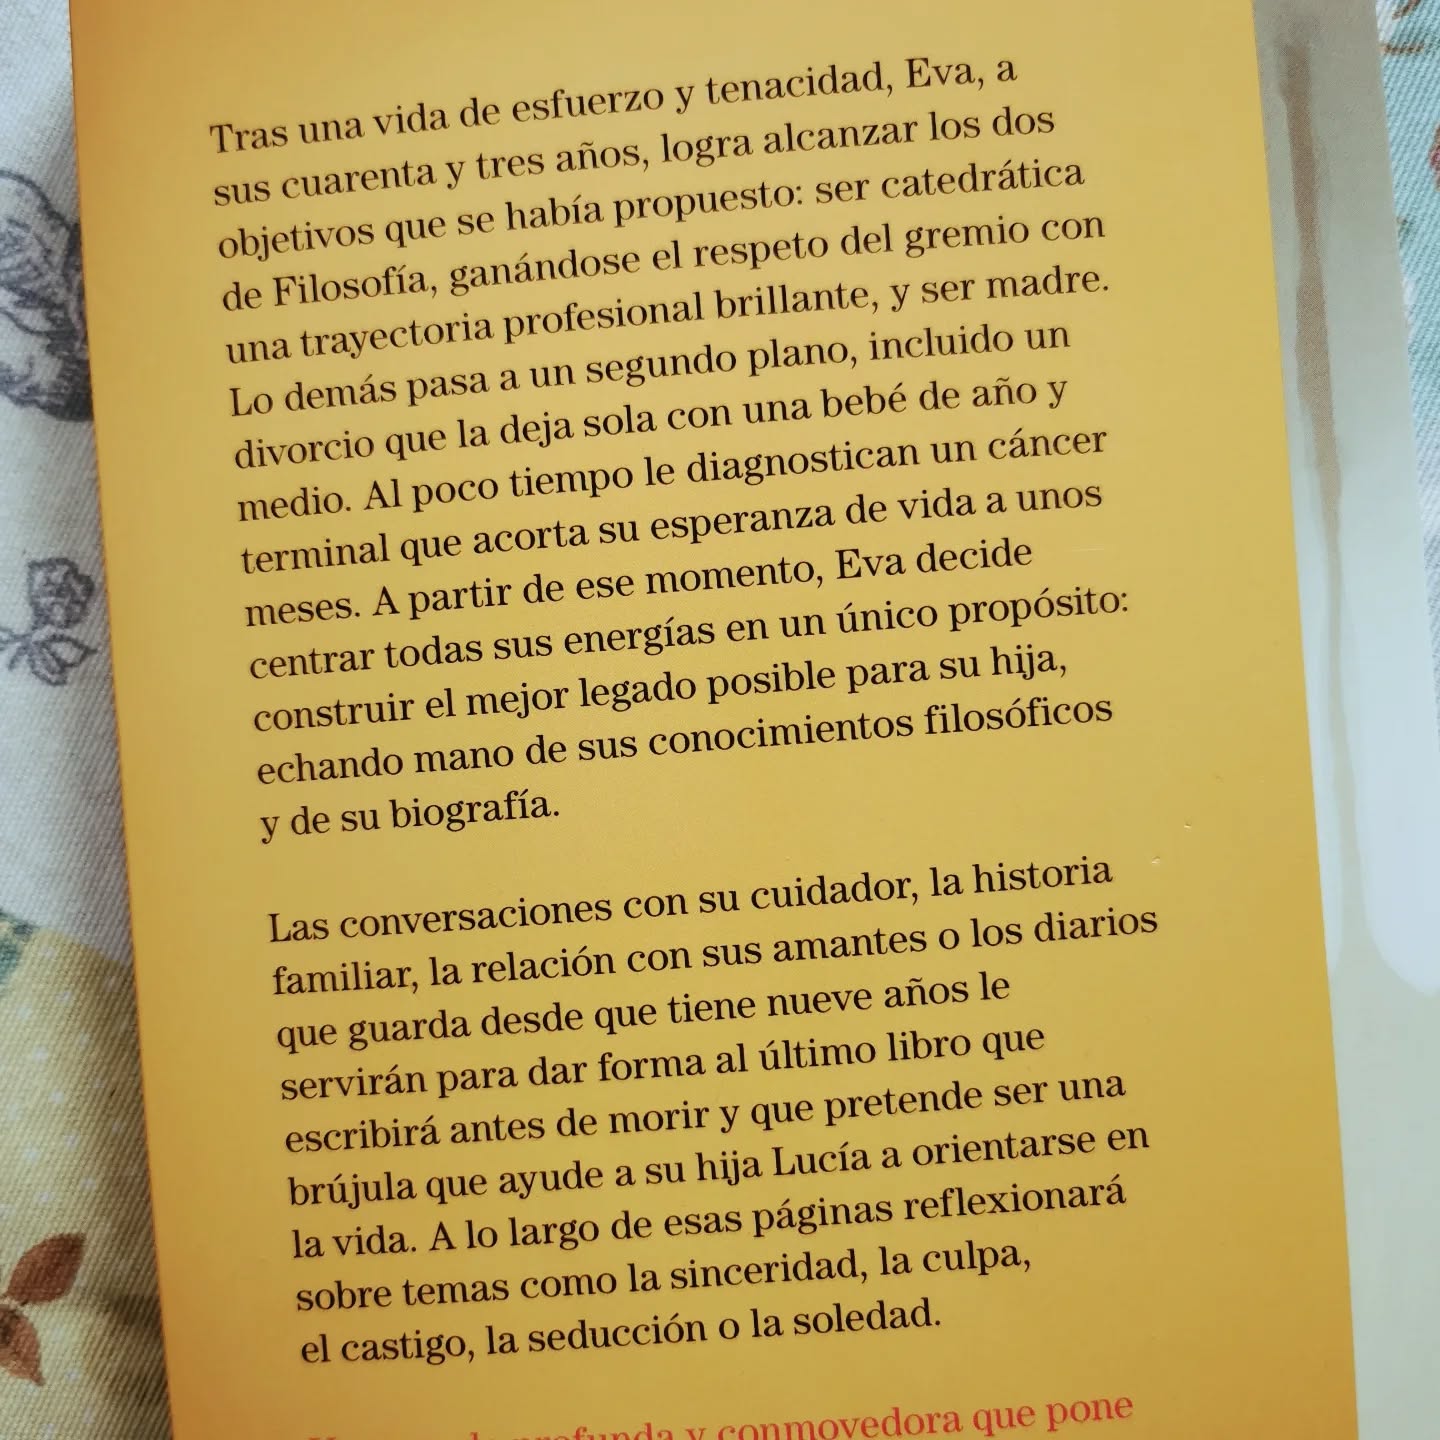 Tras una vida de esfuerzo y tenacidad, Eva, a
sus cuarenta y tres años, logra alcanzar los dos
objetivos que se había propuesto: ser catedrática
de Filosofía, ganándose el respeto del gremio con
una trayectoria profesional brillante, y ser madre.
Lo demás pasa a un segundo plano, incluido un
divorcio que la deja sola con una bebé de año y
medio. Al poco tiempo le diagnostican un cáncer
terminal que acorta su esperanza de vida a unos
meses. A partir de ese momento, Eva decide
centrar todas sus energías en un único propósito:
construir el mejor legado posible para su hija,
echando mano de sus conocimientos filosóficos
y de su biografía.
Las conversaciones con su cuidador, la historia
familiar, la relación con sus amantes o los diarios
que guarda desde que tiene nueve años le
servirán para dar forma al último libro que
escribirá antes de morir y que pretende ser una
brújula que ayude a su hija Lucía a orientarse en
la vida. A lo largo de esas páginas reflexionará
sobre temas como la sinceridad, la culpa,
el castigo, la seducción o la soledad.
profunda y conmovedora que pone